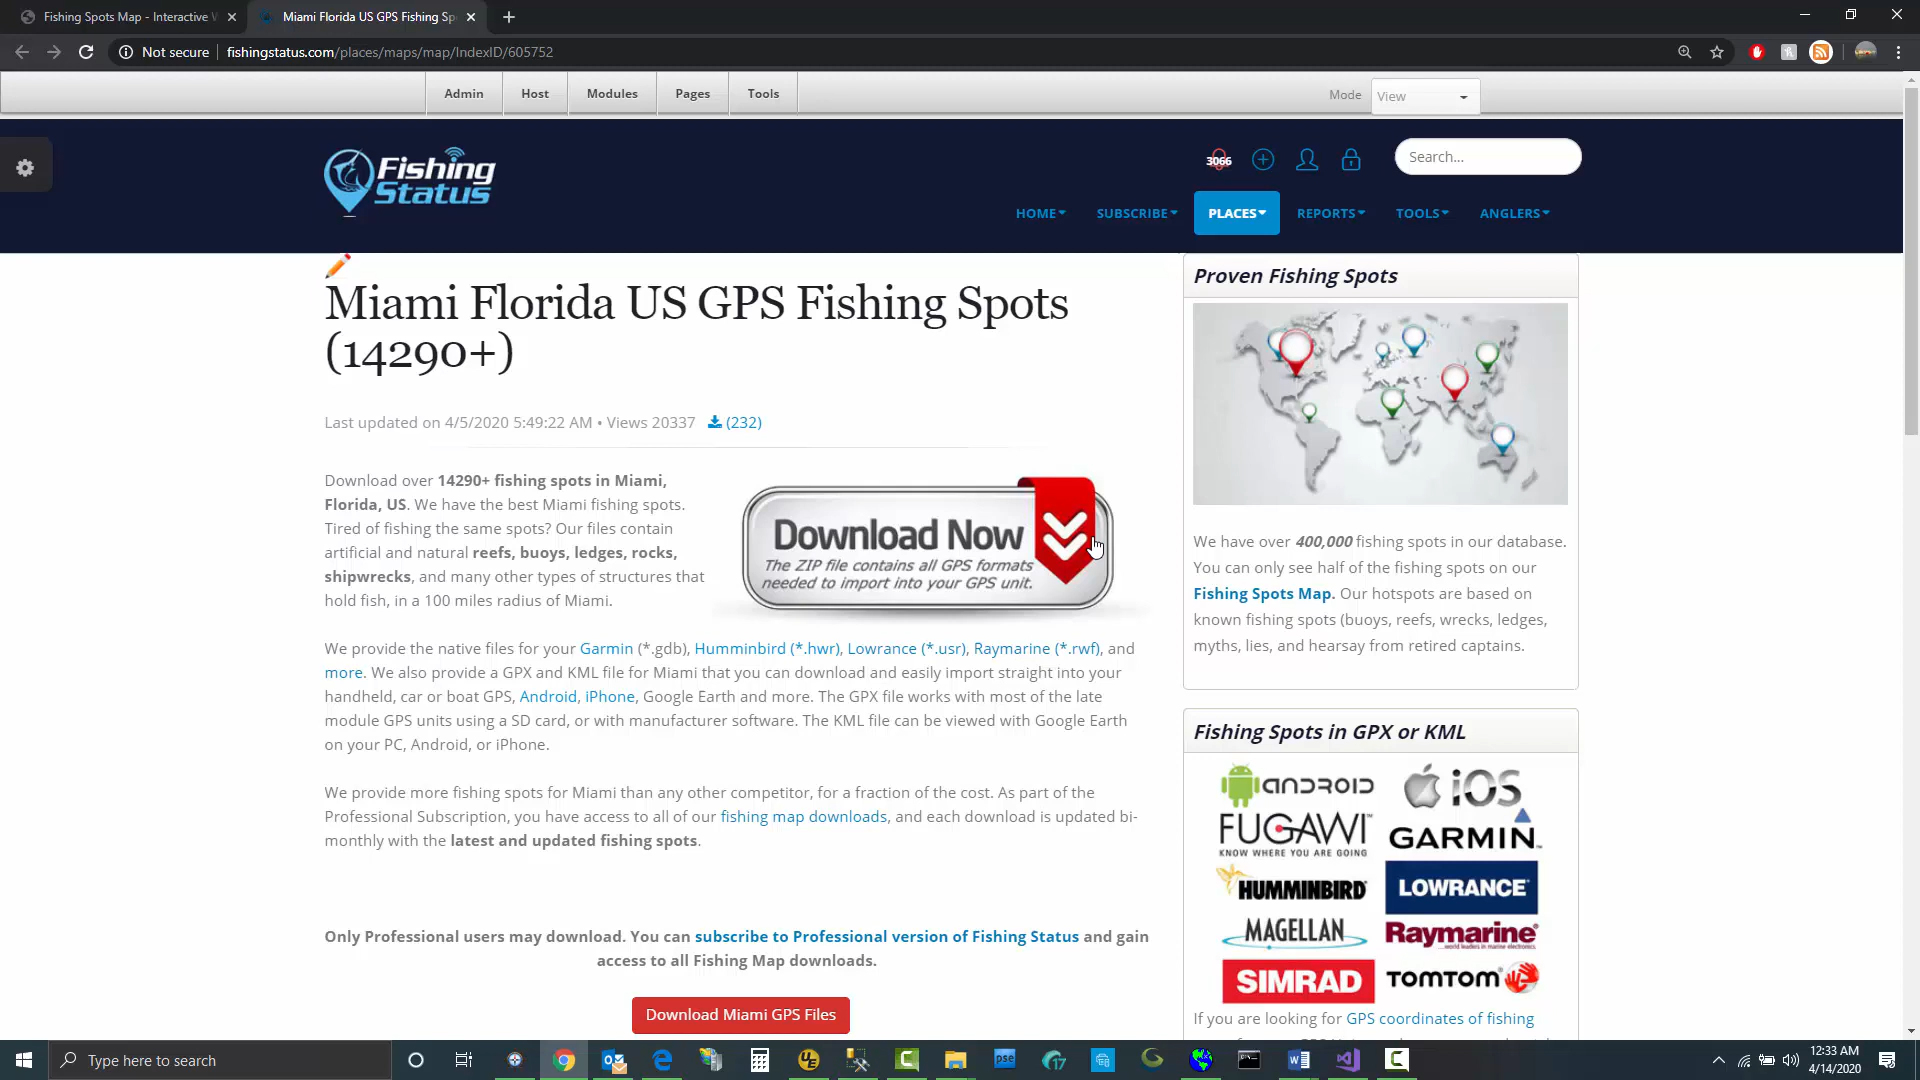 Fishing Spots Map - Interactive W
Miami Florida US GPS Fishing Sp
Not secure
fishingstatus.com/places/maps/map/IndexID/605752
Admin
Host
Modules
Pages
Tools
Mode
View
Fishing
Status
3066
Search...
HOME
SUBSCRIBE
PLACES
REPORTS
TOOLS
ANGLERS
Miami Florida US GPS Fishing Spots
(14290+)
Last updated on 4/5/2020 5:49:22 AM • Views 20337 (232)
Download over 14290+ fishing spots in Miami,
Florida, US. We have the best Miami fishing spots.
Tired of fishing the same spots? Our files contain
artificial and natural reefs, buoys, ledges, rocks,
shipwrecks, and many other types of structures that
hold fish, in a 100 miles radius of Miami.
Download Now
The ZIP file contains all GPS formats
needed to import into your GPS unit.
We provide the native files for your Garmin (*.gdb), Humminbird (*.hwr), Lowrance (*.usr), Raymarine (*.rwf), and
more. We also provide a GPX and KML file for Miami that you can download and easily import straight into your
handheld, car or boat GPS, Android, iPhone, Google Earth and more. The GPX file works with most of the late
module GPS units using a SD card, or with manufacturer software. The KML file can be viewed with Google Earth
on your PC, Android, or iPhone.
We provide more fishing spots for Miami than any other competitor, for a fraction of the cost. As part of the
Professional Subscription, you have access to all of our fishing map downloads, and each download is updated bi-
monthly with the latest and updated fishing spots.
Only Professional users may download. You can subscribe to Professional version of Fishing Status and gain
access to all Fishing Map downloads.
Download Miami GPS Files
Proven Fishing Spots
We have over 400,000 fishing spots in our database.
You can only see half of the fishing spots on our
Fishing Spots Map. Our hotspots are based on
known fishing spots (buoys, reefs, wrecks, ledges,
myths, lies, and hearsay from retired captains.
Fishing Spots in GPX or KML
ANDROID
iOS
FUGAWI
KNOW WHERE YOU ARE GOING
GARMIN
HUMMINBIRD
LOWRANCE
MAGELLAN
Raymarine
SIMRAD
TOMTOM
If you are looking for GPS coordinates of fishing
Type here to search
pse
12:33 AM
4/14/2020